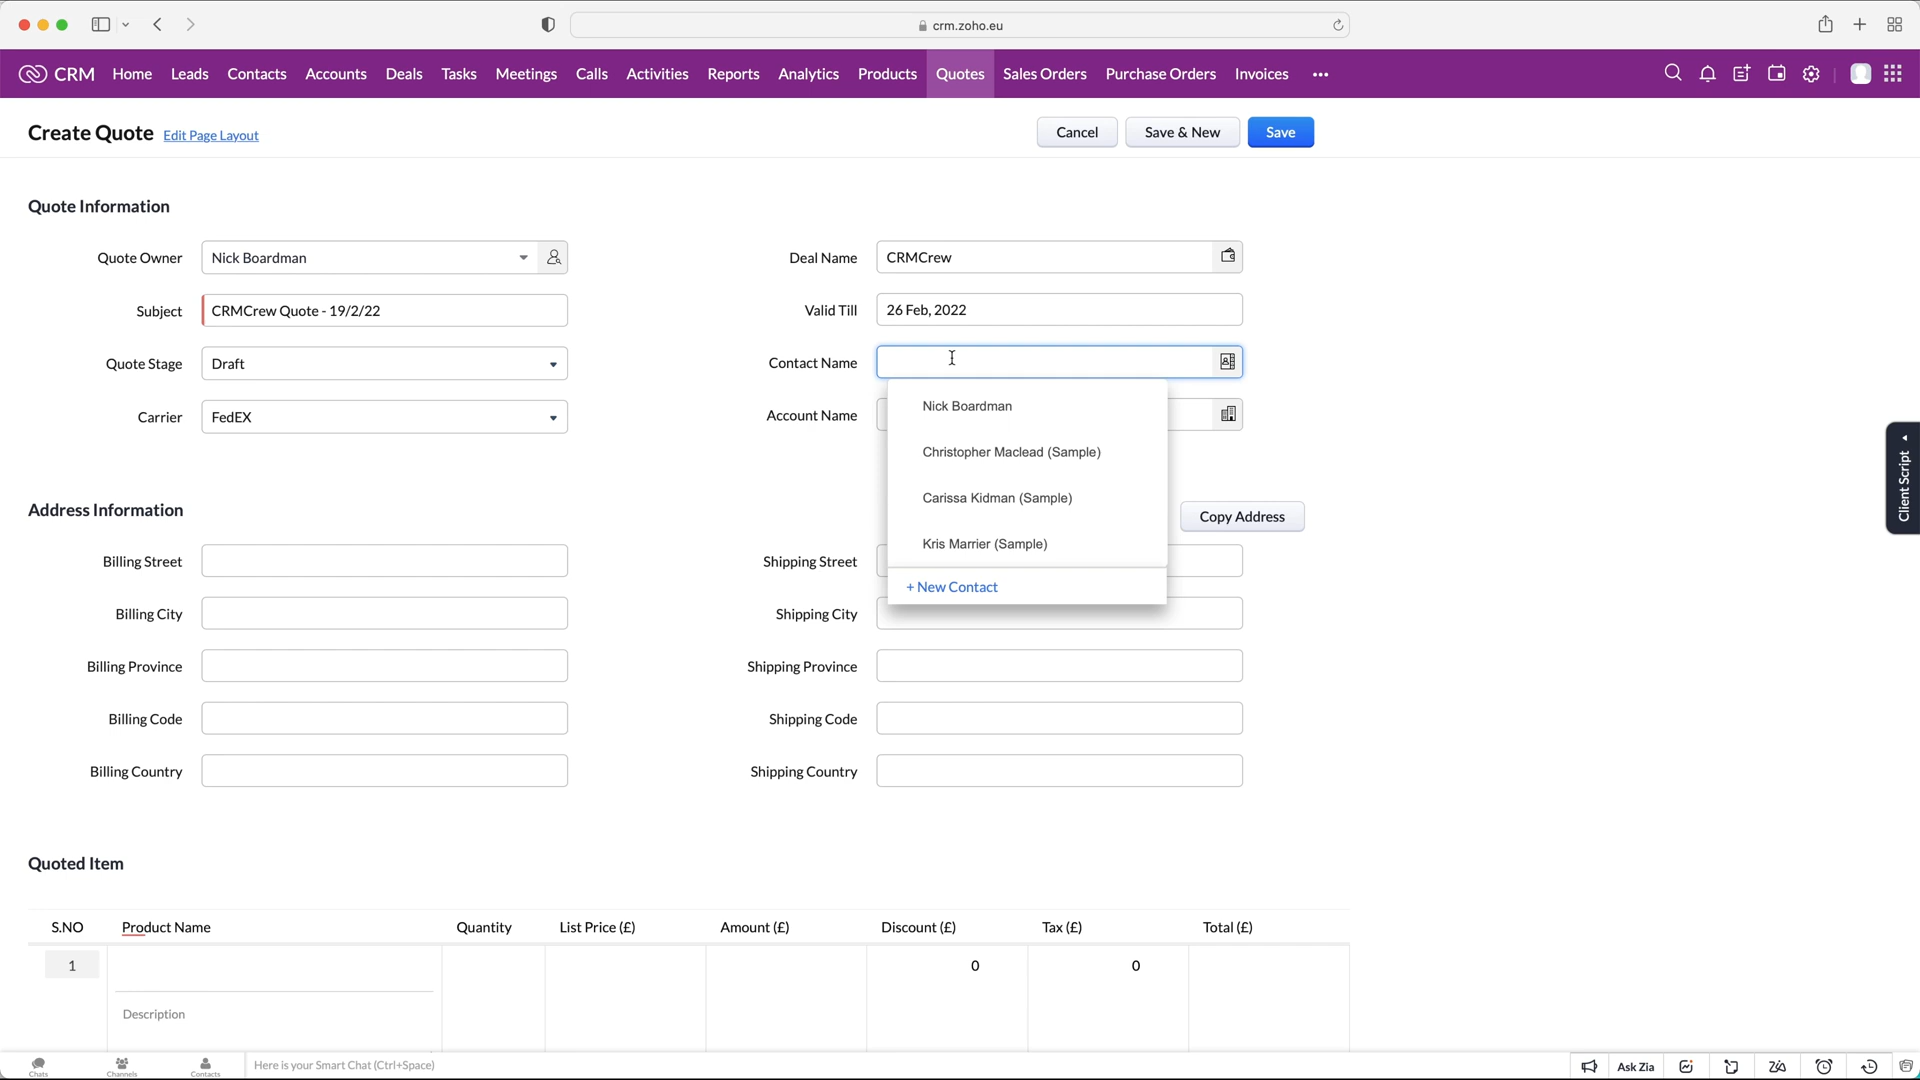 crm.zoho.eu
CRM Home Leads Contacts Accounts Deals Tasks Meetings Calls Activities Reports Analytics Products Quotes Sales Orders Purchase Orders Invoices •••
Create Quote Edit Page Layout Cancel Save & New Save
Quote Information
Quote Owner Nick Boardman Deal Name CRMCrew
Subject CRMCrew Quote - 19/2/22 Valid Till 26 Feb, 2022
Quote Stage Draft Contact Name
Nick Boardman
Carrier FedEX Account Name
Christopher Maclead (Sample)
Carissa Kidman (Sample)
Client Script
Address Information Copy Address
Kris Marrier (Sample)
Billing Street Shipping Street
+ New Contact
Billing City Shipping City
Billing Province Shipping Province
Billing Code Shipping Code
Billing Country Shipping Country
Quoted Item
S.NO Product Name Quantity List Price (£) Amount (£) Discount (£) Tax (£) Total (£)
1 0 0
Description
Chats Channels Contacts Here is your Smart Chat (Ctrl+Space) Ask Zia